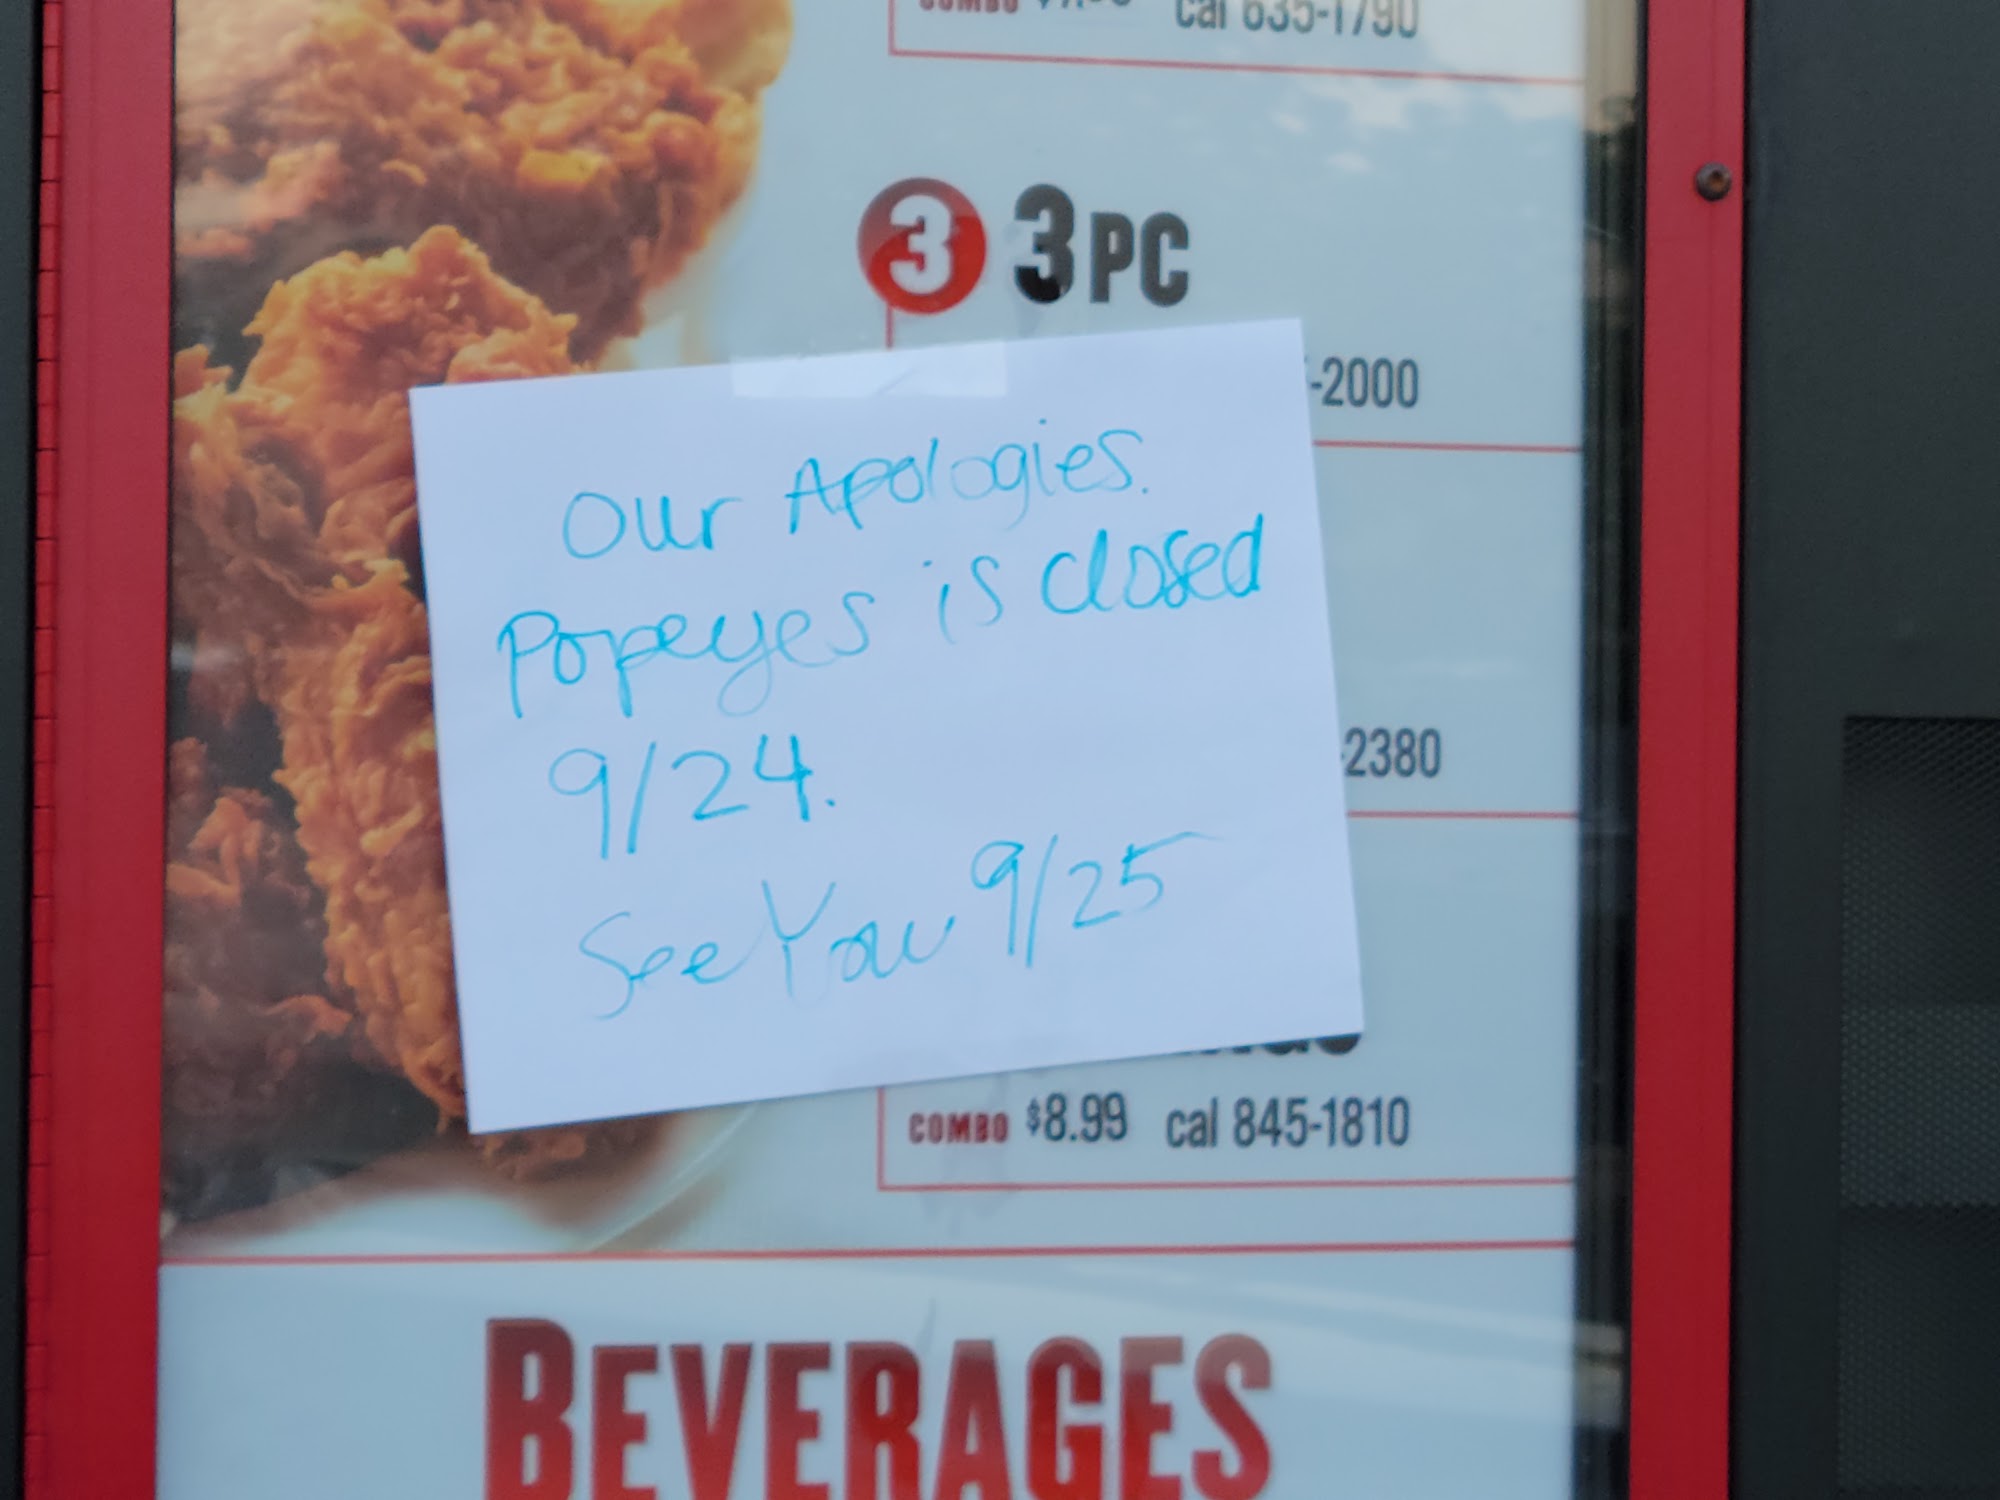 cal 635-1790
3 3PC
-2000
Our Apologies.
Popeyes is closed
9/24.
See You 9/25
-2380
COMBO $8.99 cal 845-1810
BEVERAGES